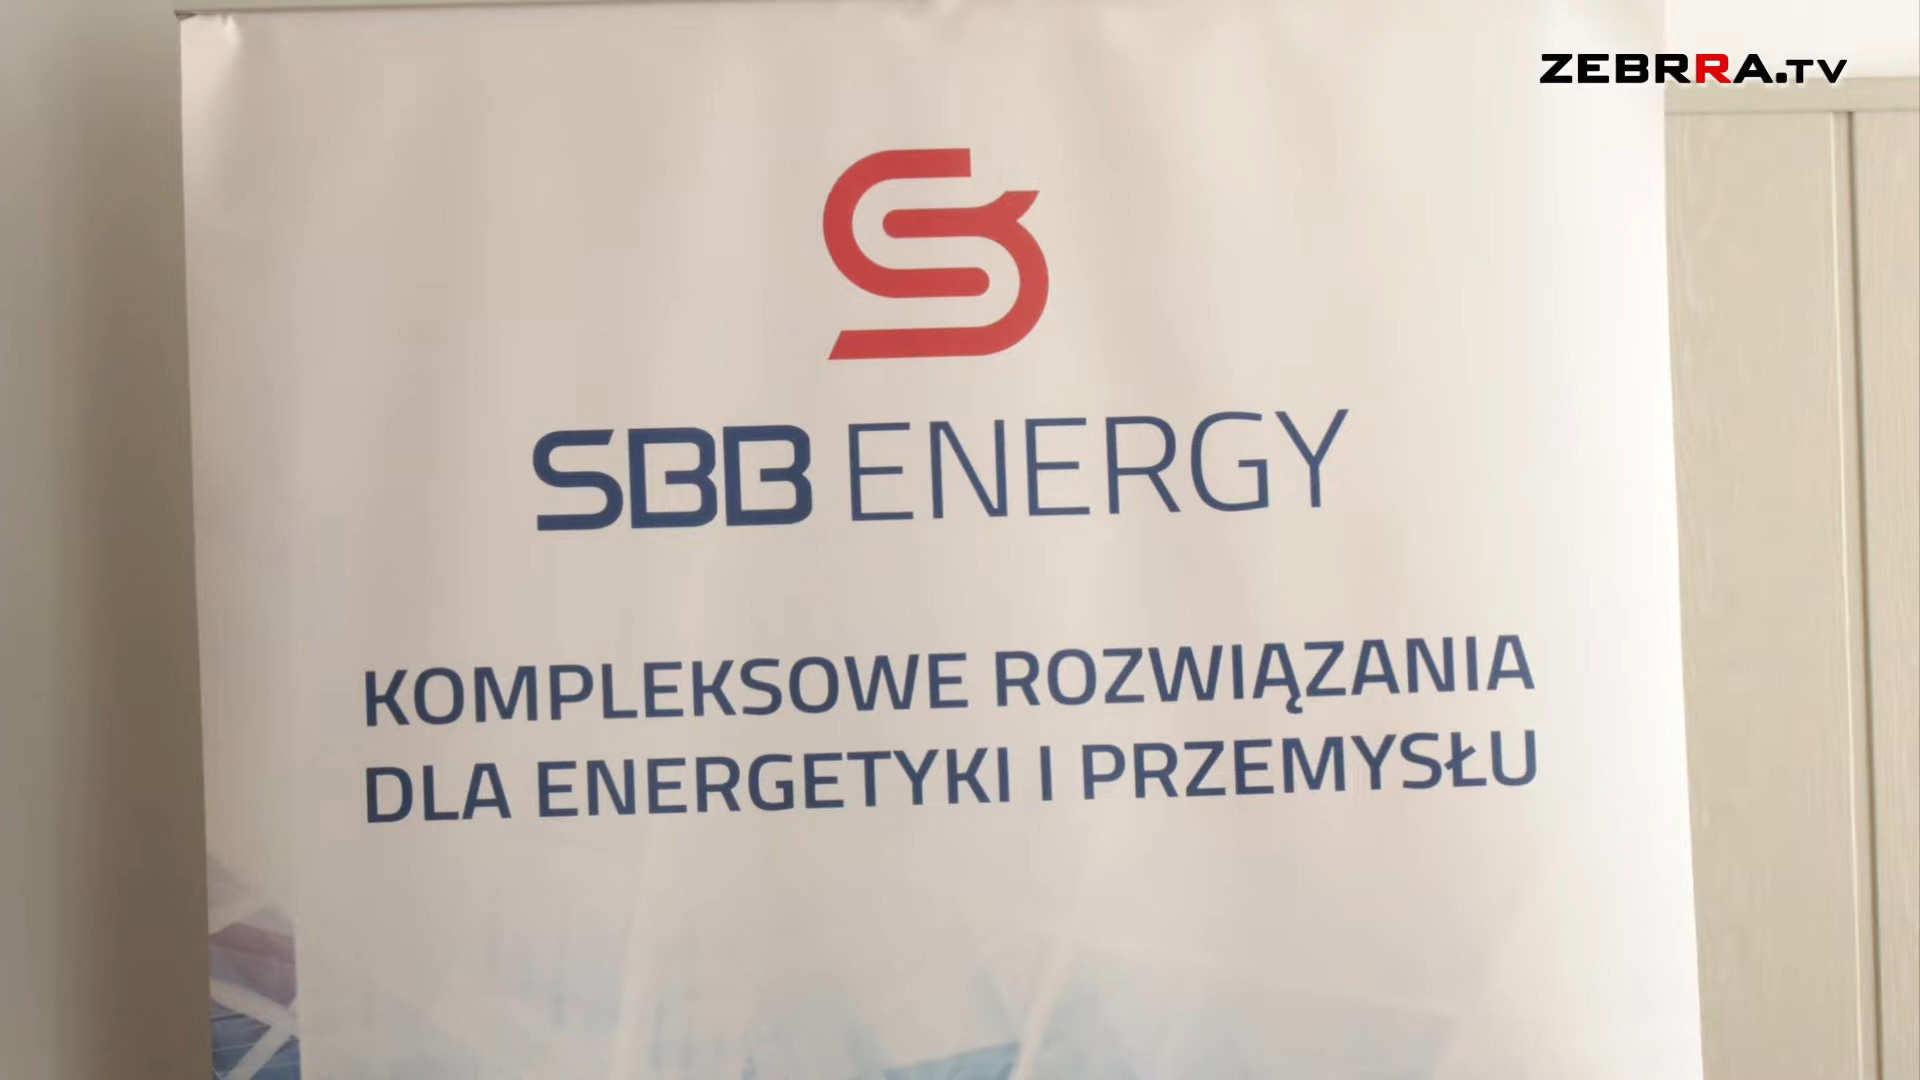 ZEBRRA.TV
SBB ENERGY
KOMPLEKSOWE ROZWIĄZANIA
DLA ENERGETYKI I PRZEMYSŁU